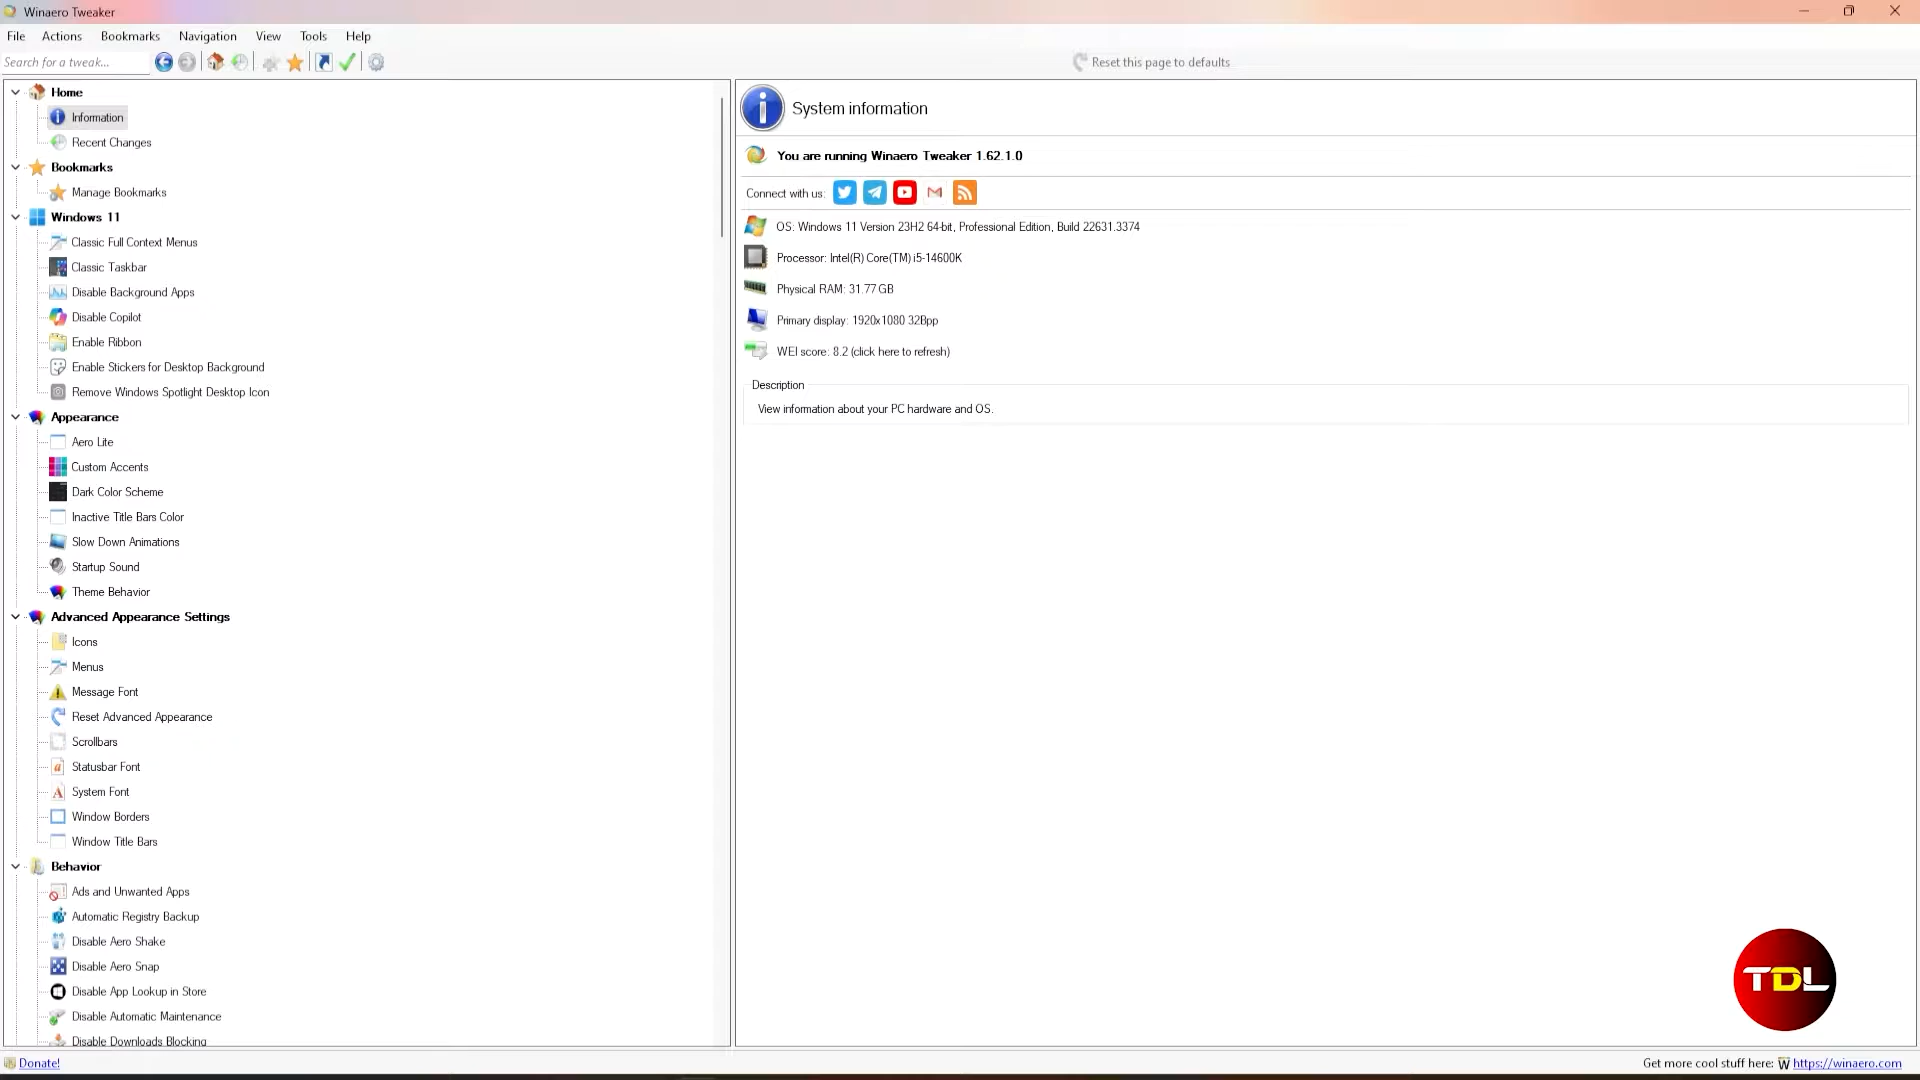 Winaero Tweaker
File Actions Bookmarks Navigation View Tools Help
Search for a tweak...
Reset this page to defaults
Home
Information
Recent Changes
Bookmarks
Manage Bookmarks
Windows 11
Classic Full Context Menus
Classic Taskbar
Disable Background Apps
Disable Copilot
Enable Ribbon
Enable Stickers for Desktop Background
Remove Windows Spotlight Desktop Icon
Appearance
Aero Lite
Custom Accents
Dark Color Scheme
Inactive Title Bars Color
Slow Down Animations
Startup Sound
Theme Behavior
Advanced Appearance Settings
Icons
Menus
Message Font
Reset Advanced Appearance
Scrollbars
Statusbar Font
System Font
Window Borders
Window Title Bars
Behavior
Ads and Unwanted Apps
Automatic Registry Backup
Disable Aero Shake
Disable Aero Snap
Disable App Lookup in Store
Disable Automatic Maintenance
Disable Downloads Blocking
System information
You are running Winaero Tweaker 1.62.1.0
Connect with us:
OS: Windows 11 Version 23H2 64-bit, Professional Edition, Build 22631.3374
Processor: Intel(R) Core(TM) i5-14600K
Physical RAM: 31.77 GB
Primary display: 1920x1080 32Bpp
WEI score: 8.2 (click here to refresh)
Description
View information about your PC hardware and OS.
TDL
Donate!
Get more cool stuff here: W https://winaero.com